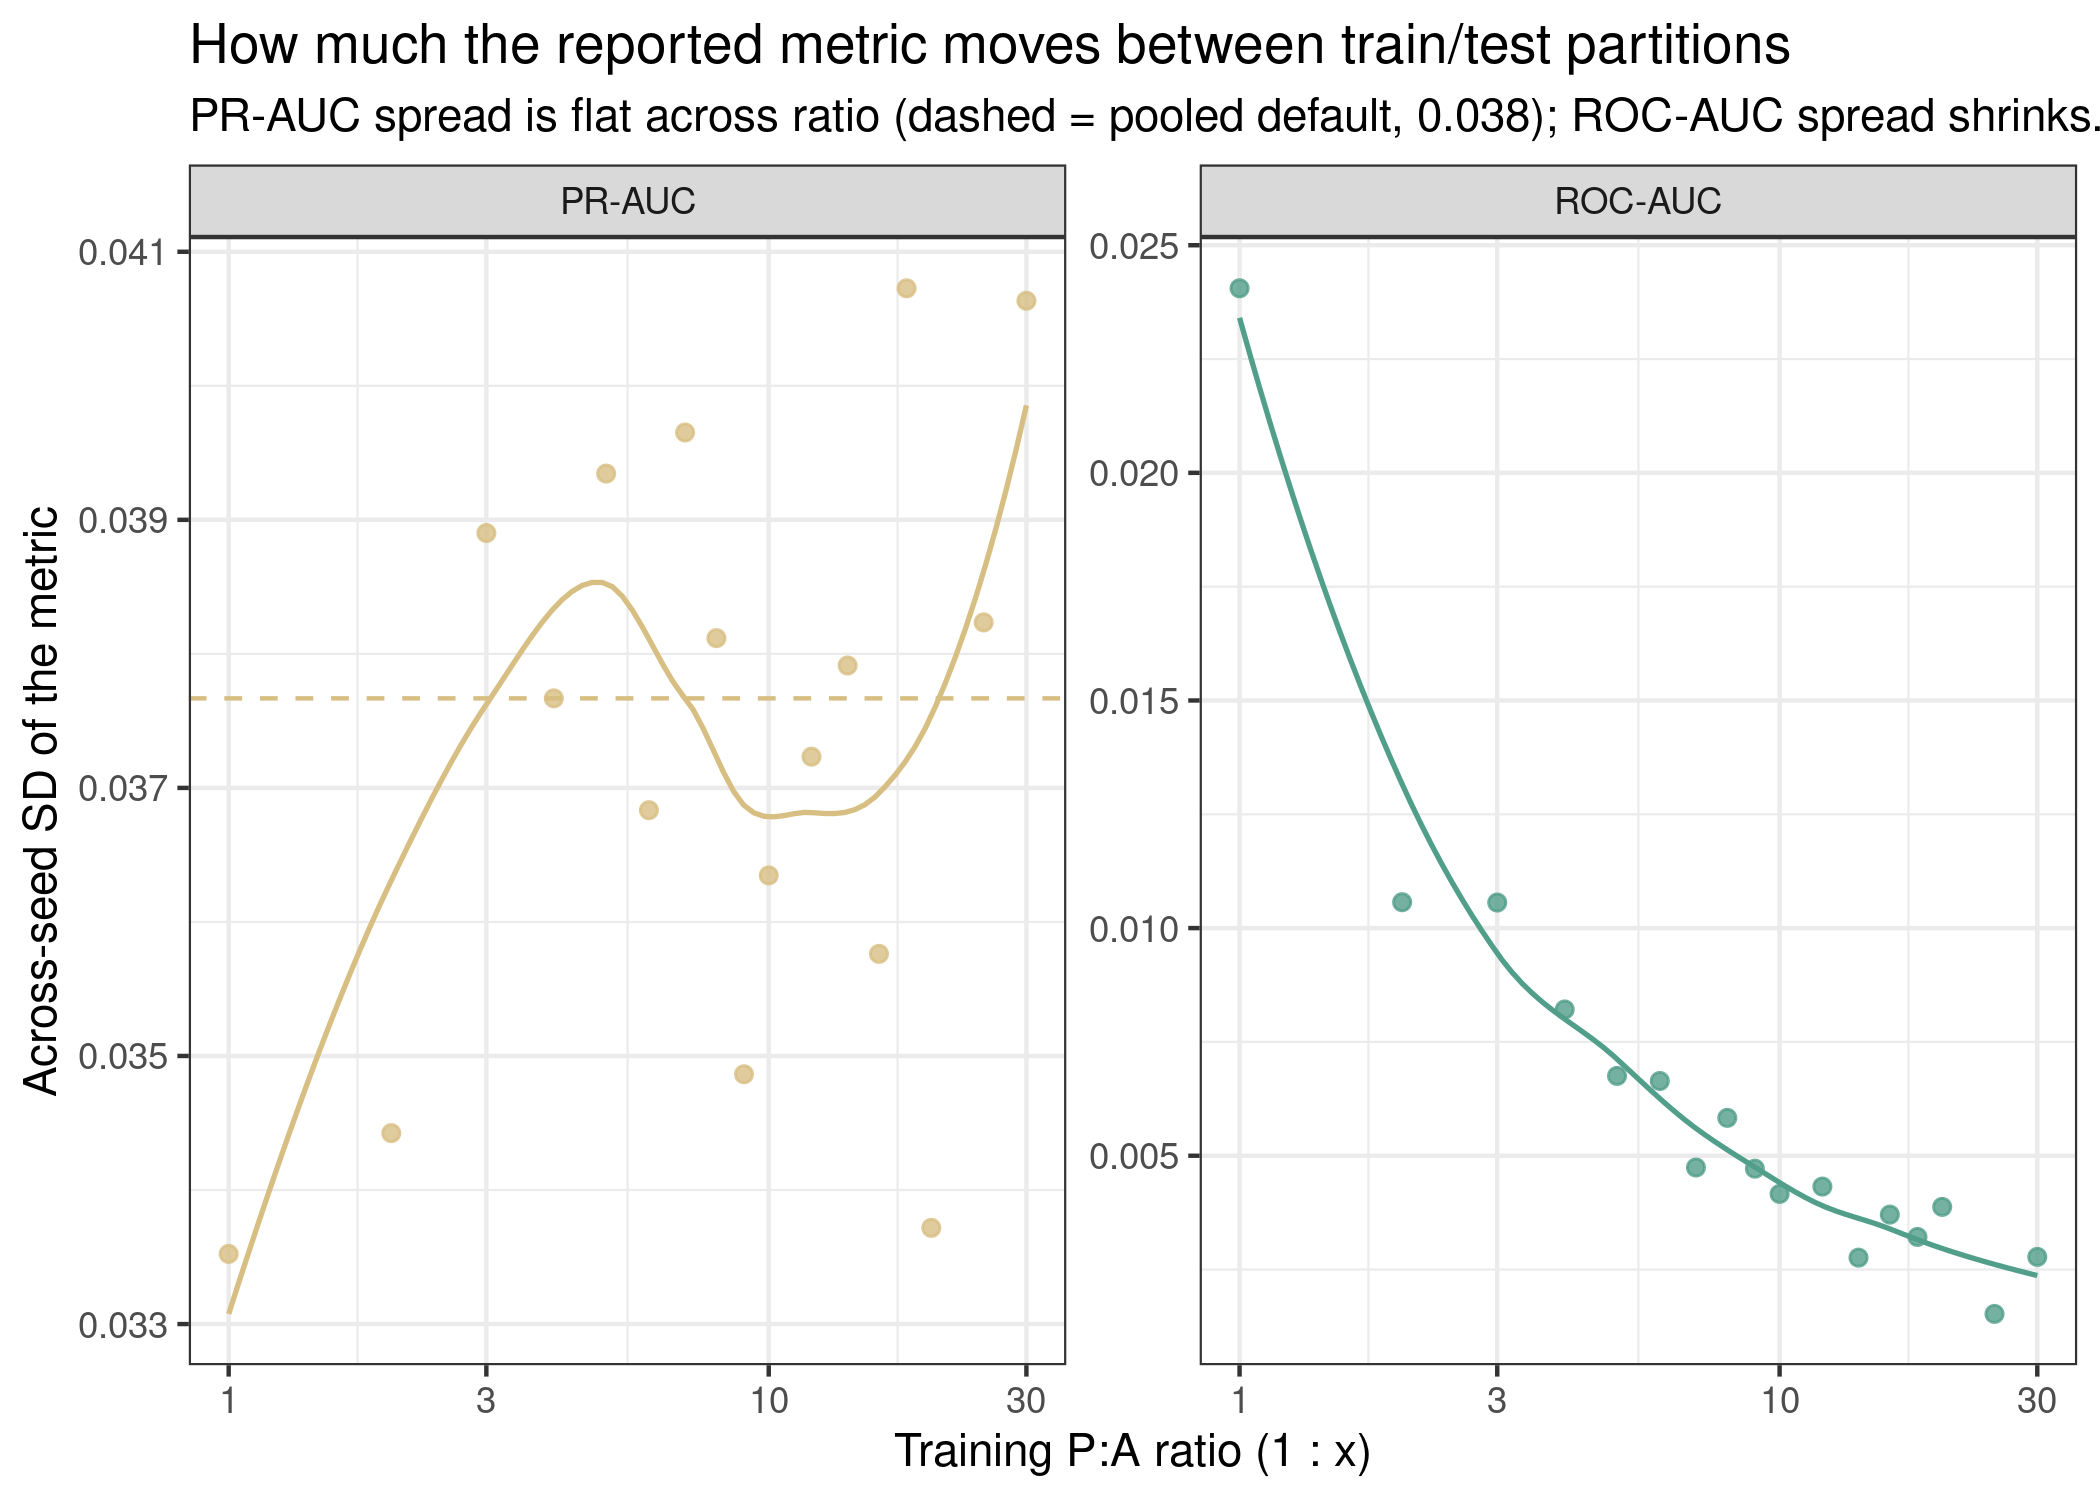 How much the reported metric moves between train/test partitions
PR-AUC spread is flat across ratio (dashed = pooled default, 0.038); ROC-AUC spread shrinks.
PR-AUC
ROC-AUC
Across-seed SD of the metric
0.041
0.039
0.037
0.035
0.033
0.025
0.020
0.015
0.010
0.005
1 3 10 30
1 3 10 30
Training P:A ratio (1 : x)